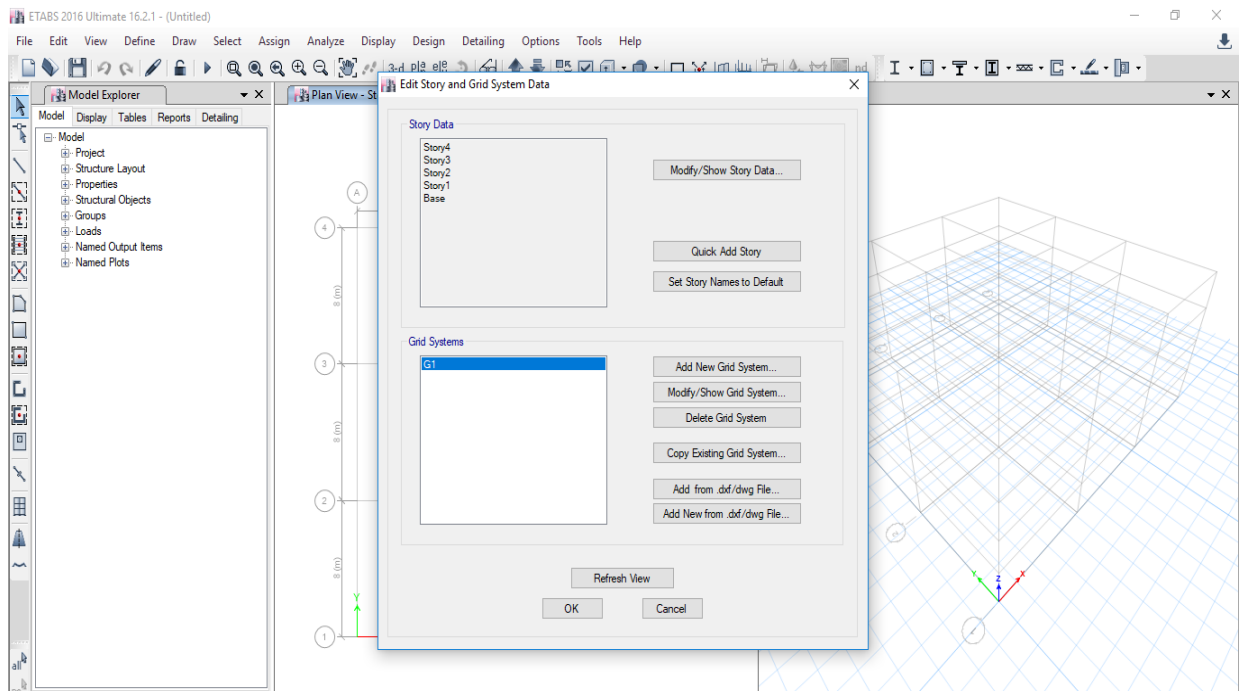 ETABS 2016 Ultimate 16.2.1 - (Untitled)
File Edit View Define Draw Select Assign Analyze Display Design Detailing Options Tools Help
3-d pla ele nd
Model Explorer
Plan View - St
Model Display Tables Reports Detailing
Model
Project
Structure Layout
Properties
Structural Objects
Groups
Loads
Named Output Items
Named Plots
all
A
4
8 (m)
3
8 (m)
2
8 (m)
1
Y
Edit Story and Grid System Data
Story Data
Story4
Story3
Story2
Story1
Base
Modify/Show Story Data...
Quick Add Story
Set Story Names to Default
Grid Systems
G1
Add New Grid System...
Modify/Show Grid System...
Delete Grid System
Copy Existing Grid System...
Add from .dxf/dwg File...
Add New from .dxf/dwg File...
Refresh View
OK Cancel
Y Z X